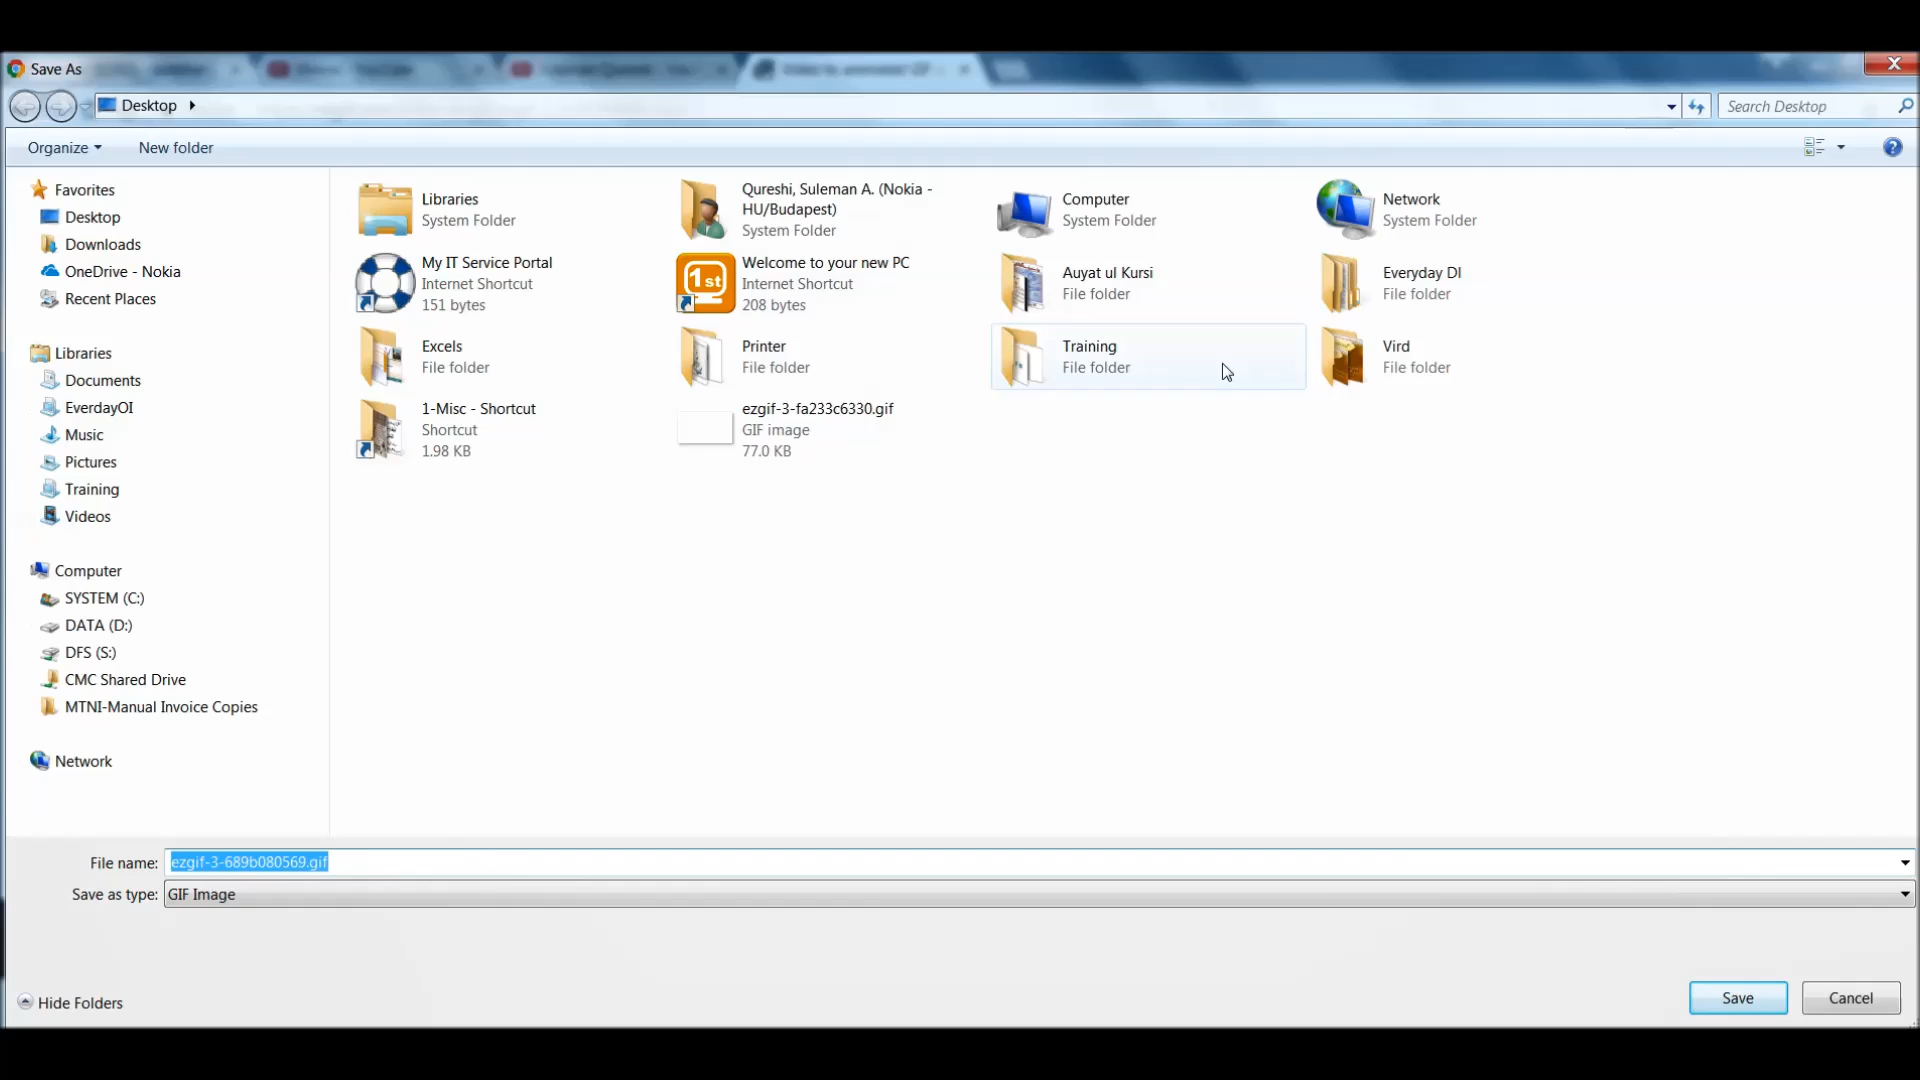 Save As
Desktop
Search Desktop
Organize
New folder
Favorites
Desktop
Downloads
OneDrive - Nokia
Recent Places
Libraries
Documents
EverdayOI
Music
Pictures
Training
Videos
Computer
SYSTEM (C:)
DATA (D:)
DFS (S:)
CMC Shared Drive
MTNI-Manual Invoice Copies
Network
Libraries
System Folder
Qureshi, Suleman A. (Nokia -
HU/Budapest)
System Folder
Computer
System Folder
Network
System Folder
My IT Service Portal
Internet Shortcut
151 bytes
1st
Welcome to your new PC
Internet Shortcut
208 bytes
Auyat ul Kursi
File folder
Everyday DI
File folder
Excels
File folder
Printer
File folder
Training
File folder
Vird
File folder
1-Misc - Shortcut
Shortcut
1.98 KB
ezgif-3-fa233c6330.gif
GIF image
77.0 KB
File name: ezgif-3-689b080569.gif
Save as type: GIF Image
Hide Folders
Save
Cancel